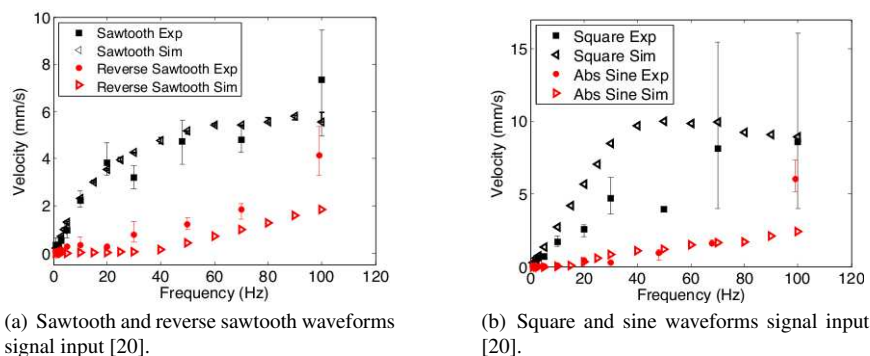 10
8
6
4
2
0
Velocity (mm/s)
Sawtooth Exp
Sawtooth Sim
Reverse Sawtooth Exp
Reverse Sawtooth Sim
0 20 40 60 80 100 120
Frequency (Hz)
(a) Sawtooth and reverse sawtooth waveforms
signal input [20].
15
10
5
0
Velocity (mm/s)
Square Exp
Square Sim
Abs Sine Exp
Abs Sine Sim
0 20 40 60 80 100 120
Frequency (Hz)
(b) Square and sine waveforms signal input
[20].